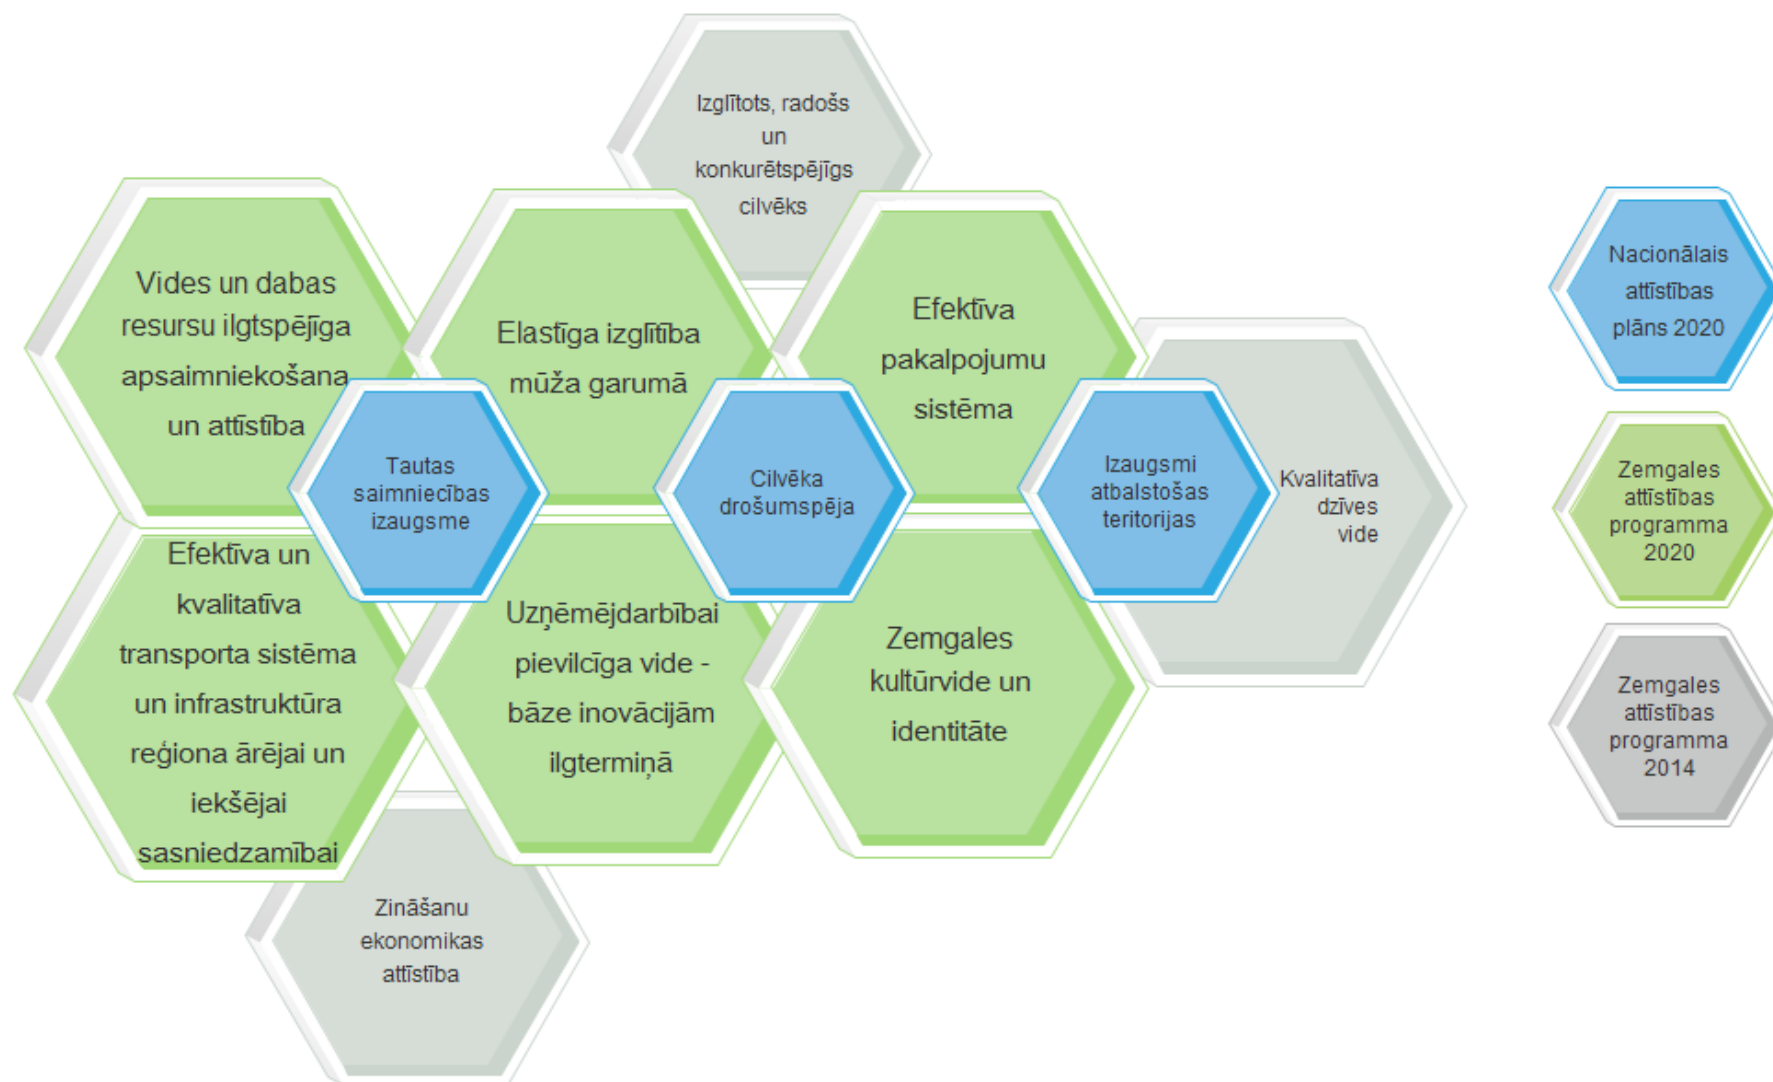 Izglītots, radošs
un
konkurētspējīgs
cilvēks
Vides un dabas
resursu ilgtspējīga
apsaimniekošana
un attīstība
Elastīga izglītība
mūža garumā
Efektīva
pakalpojumu
sistēma
Tautas
saimniecības
izaugsme
Cilvēka
drošumspēja
Izaugsmi
atbalstošas
teritorijas
Kvalitatīva
dzīves
vide
Efektīva un
kvalitatīva
transporta sistēma
un infrastruktūra
reģiona ārējai un
iekšējai
sasniedzamībai
Uzņēmējdarbībai
pievilcīga vide -
bāze inovācijām
ilgtermiņā
Zemgales
kultūrvide un
identitāte
Zināšanu
ekonomikas
attīstība
Nacionālais
attīstības
plāns 2020
Zemgales
attīstības
programma
2020
Zemgales
attīstības
programma
2014